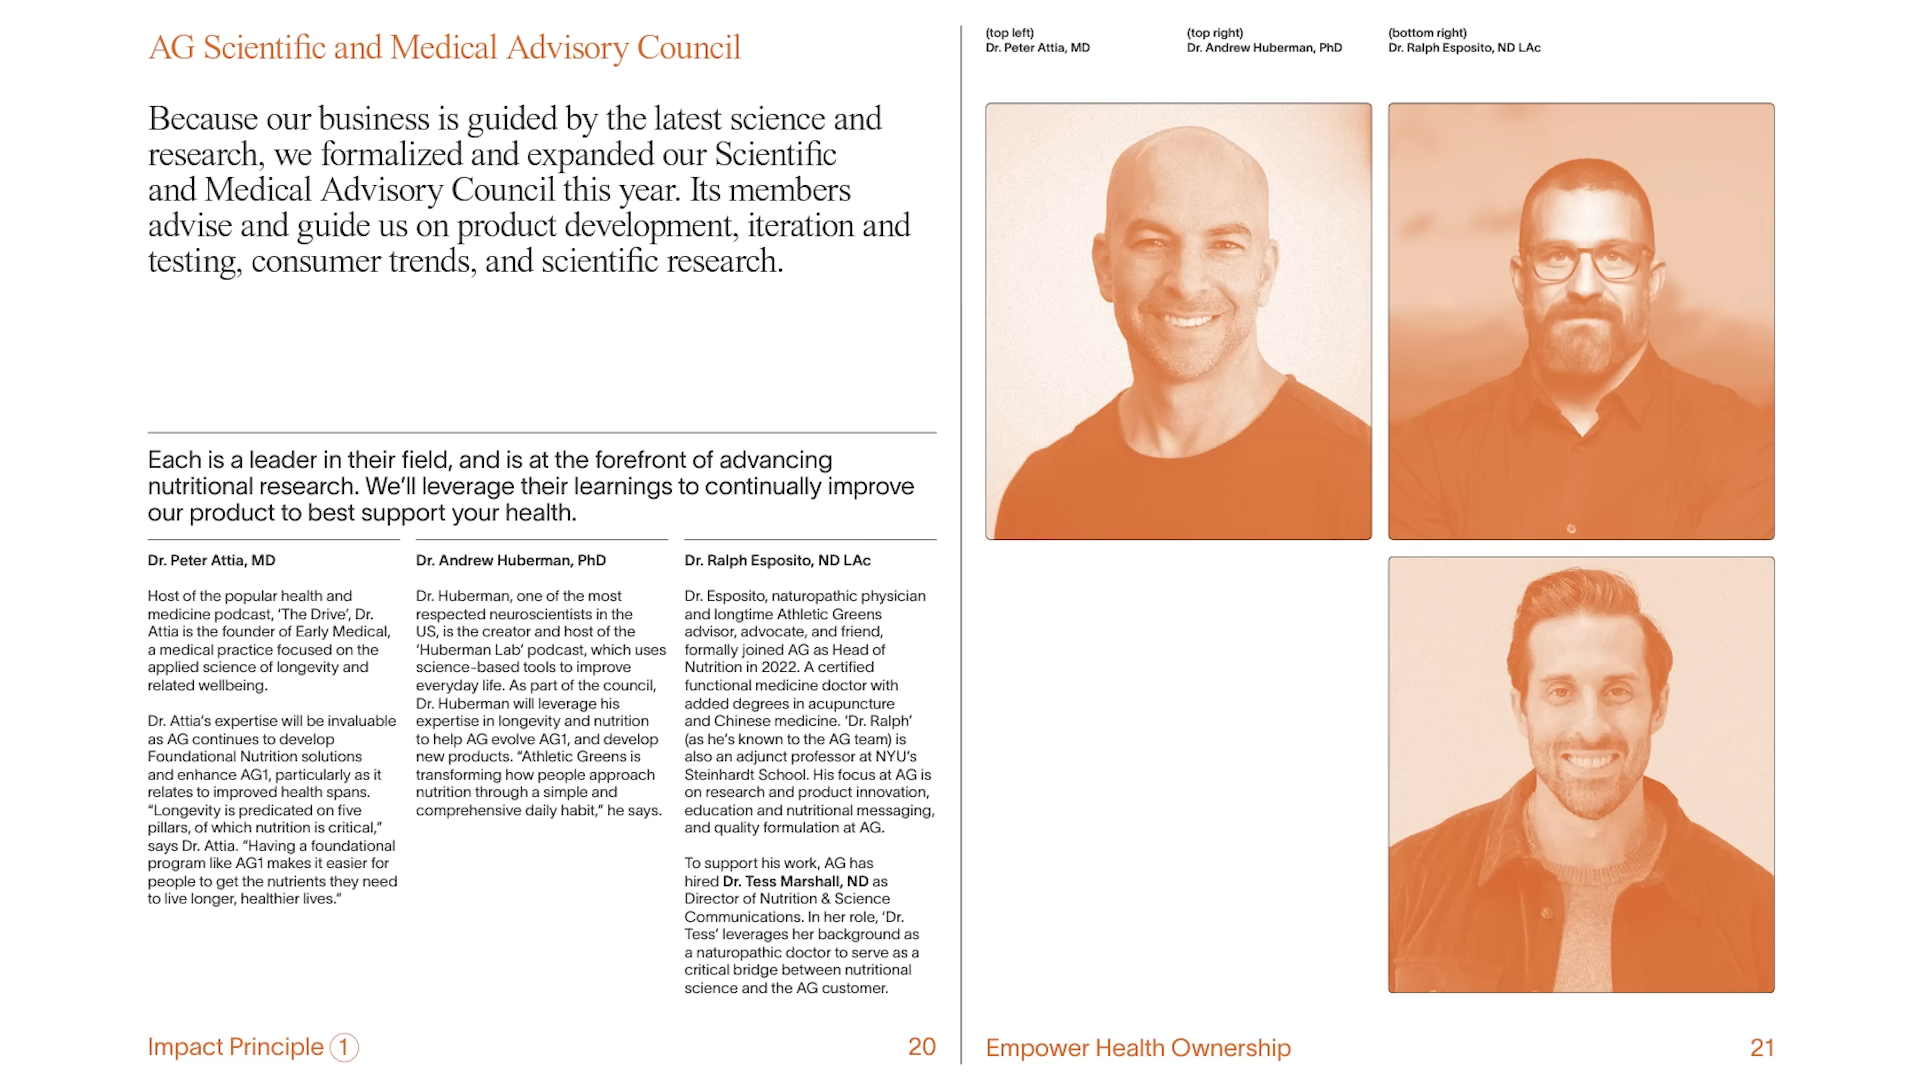 AG Scientific and Medical Advisory Council
Because our business is guided by the latest science and
research, we formalized and expanded our Scientific
and Medical Advisory Council this year. Its members
advise and guide us on product development, iteration and
testing, consumer trends, and scientific research.
Each is a leader in their field, and is at the forefront of advancing
nutritional research. We’ll leverage their learnings to continually improve
our product to best support your health.
Dr. Peter Attia, MD
Host of the popular health and
medicine podcast, ‘The Drive’, Dr.
Attia is the founder of Early Medical,
a medical practice focused on the
applied science of longevity and
related wellbeing.
Dr. Attia’s expertise will be invaluable
as AG continues to develop
Foundational Nutrition solutions
and enhance AG1, particularly as it
relates to improved health spans.
“Longevity is predicated on five
pillars, of which nutrition is critical,”
says Dr. Attia. “Having a foundational
program like AG1 makes it easier for
people to get the nutrients they need
to live longer, healthier lives.”
Dr. Andrew Huberman, PhD
Dr. Huberman, one of the most
respected neuroscientists in the
US, is the creator and host of the
‘Huberman Lab’ podcast, which uses
science-based tools to improve
everyday life. As part of the council,
Dr. Huberman will leverage his
expertise in longevity and nutrition
to help AG evolve AG1, and develop
new products. “Athletic Greens is
transforming how people approach
nutrition through a simple and
comprehensive daily habit,” he says.
Dr. Ralph Esposito, ND LAc
Dr. Esposito, naturopathic physician
and longtime Athletic Greens
advisor, advocate, and friend,
formally joined AG as Head of
Nutrition in 2022. A certified
functional medicine doctor with
added degrees in acupuncture
and Chinese medicine. ‘Dr. Ralph’
(as he’s known to the AG team) is
also an adjunct professor at NYU’s
Steinhardt School. His focus at AG is
on research and product innovation,
education and nutritional messaging,
and quality formulation at AG.
To support his work, AG has
hired Dr. Tess Marshall, ND as
Director of Nutrition & Science
Communications. In her role, ‘Dr.
Tess’ leverages her background as
a naturopathic doctor to serve as a
critical bridge between nutritional
science and the AG customer.
Impact Principle 1
20
(top left)
Dr. Peter Attia, MD
(top right)
Dr. Andrew Huberman, PhD
(bottom right)
Dr. Ralph Esposito, ND LAc
Empower Health Ownership
21